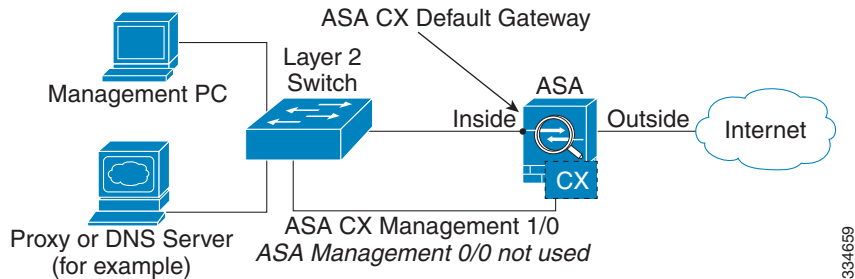 ASA CX Default Gateway
Layer 2
Switch
ASA
Management PC
Inside
Outside
Internet
CX
ASA CX Management 1/0
ASA Management 0/0 not used
Proxy or DNS Server
(for example)
334659